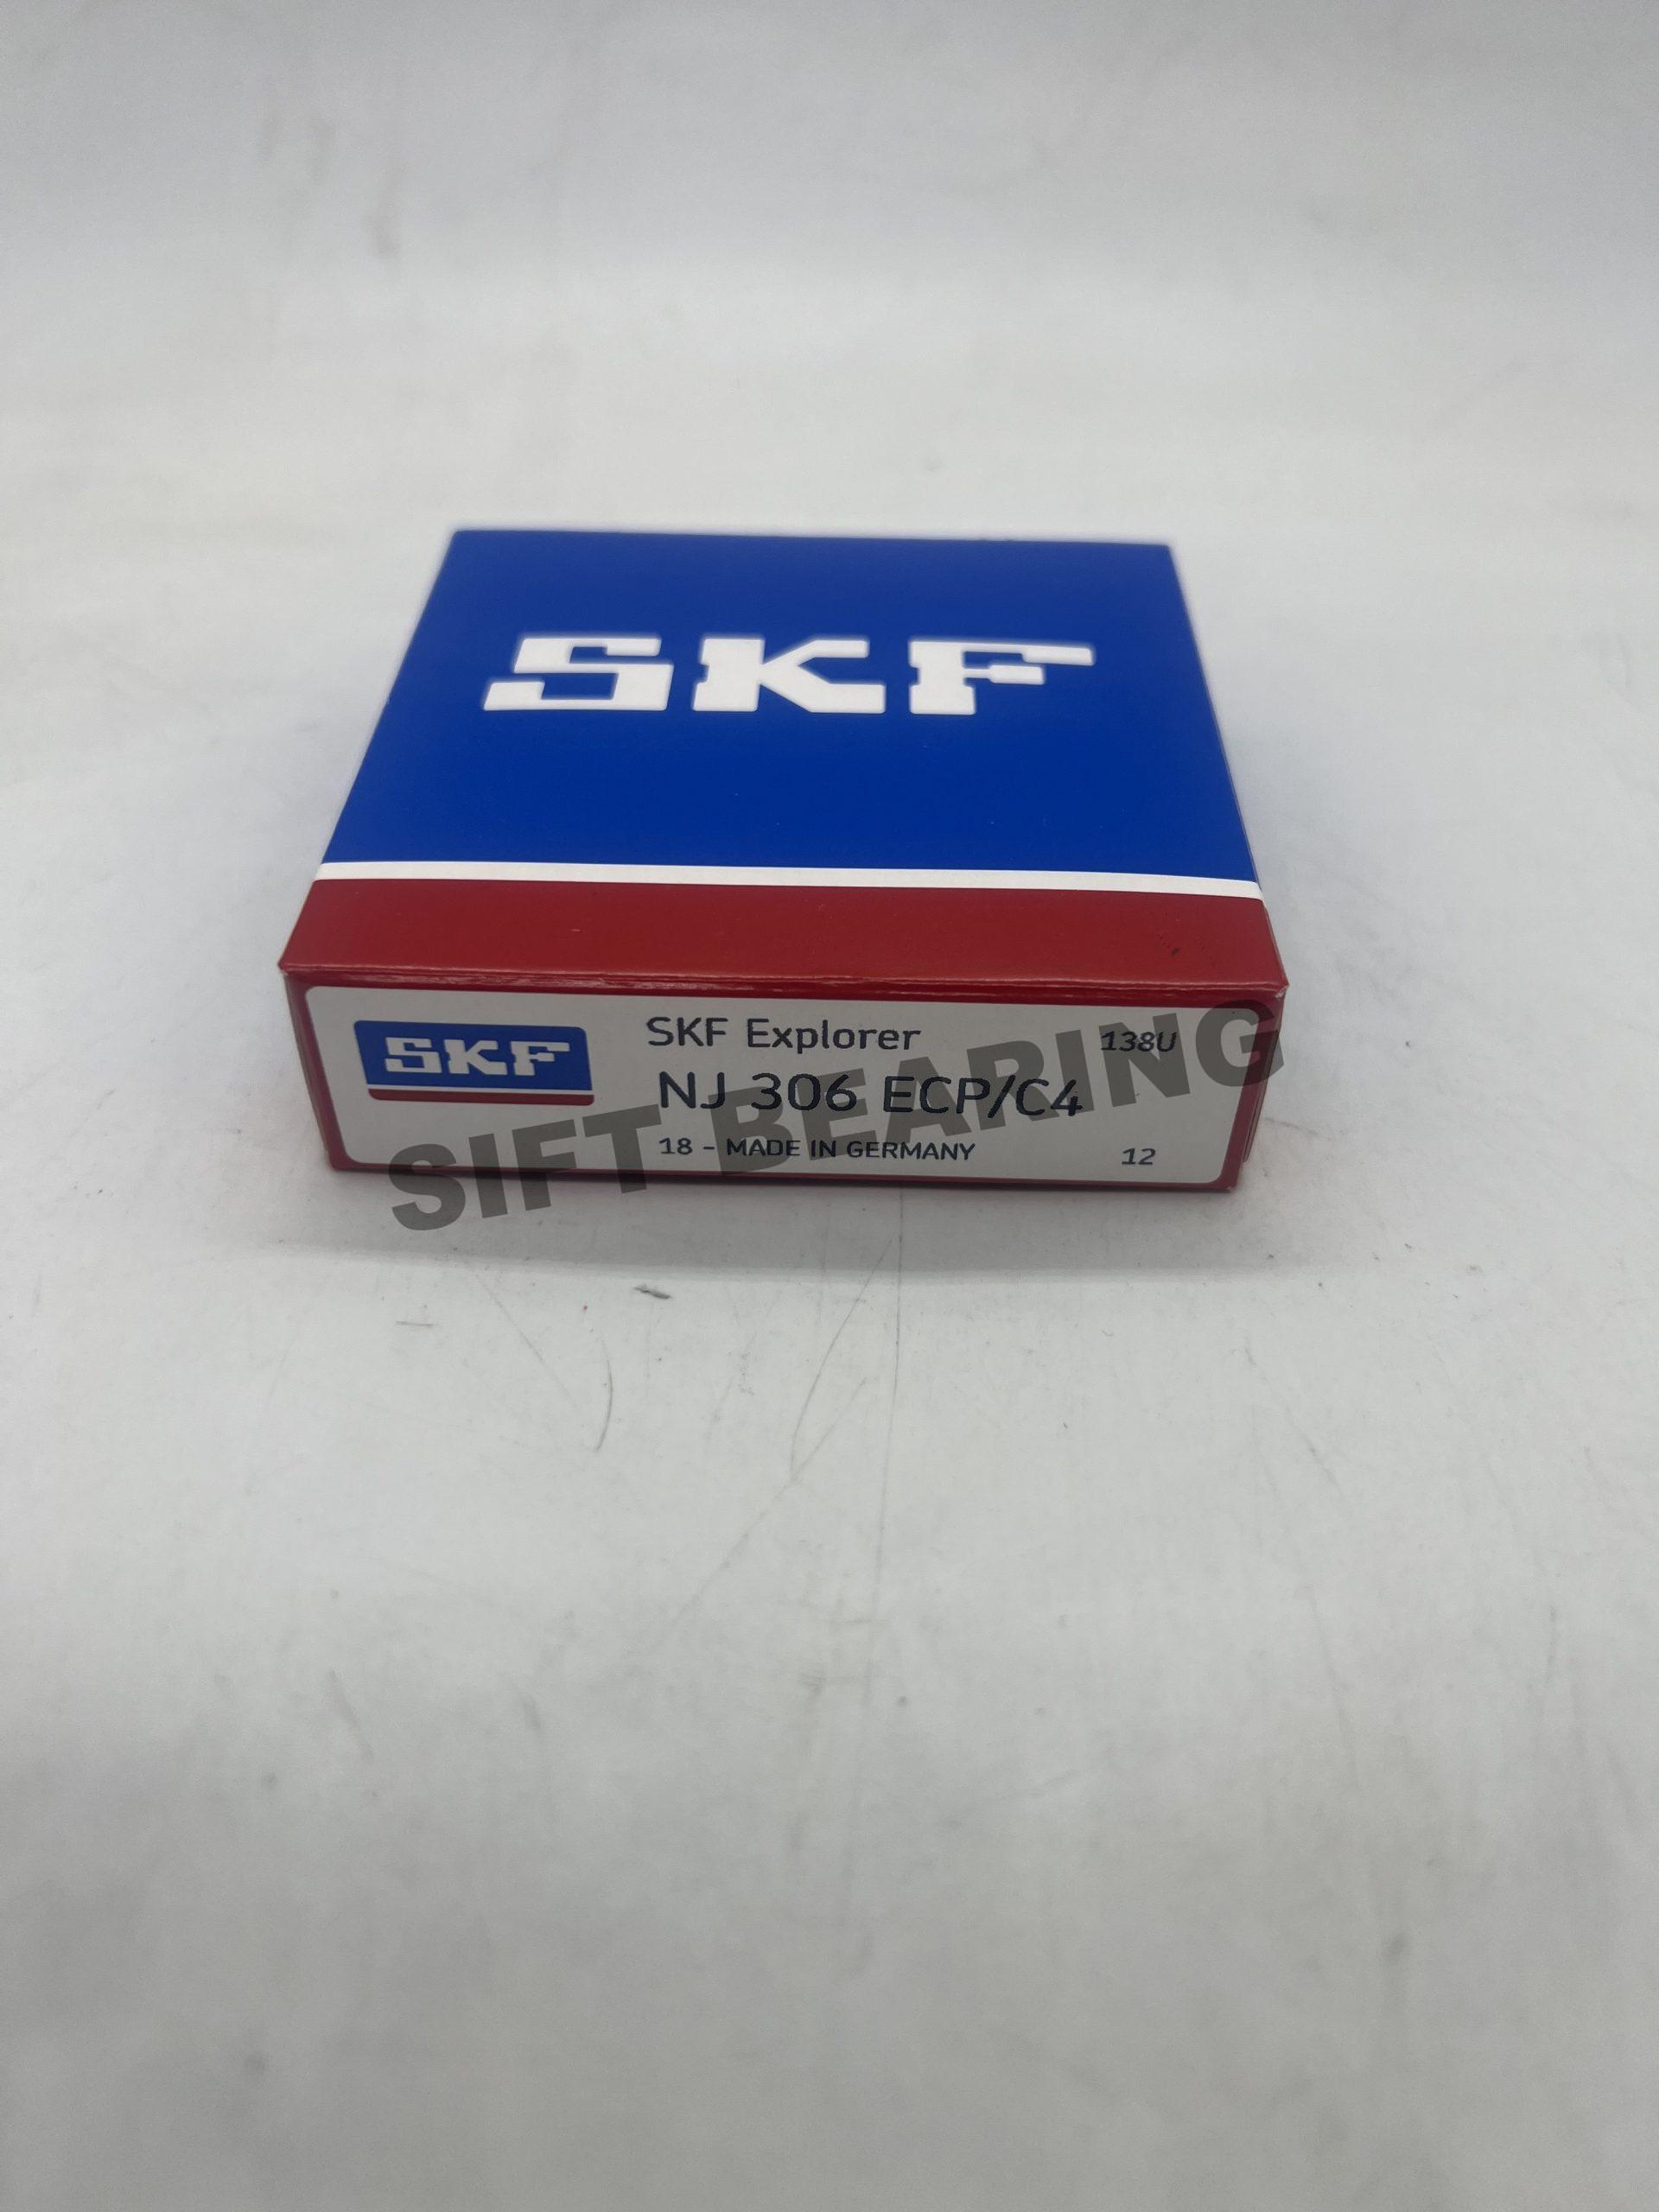 SKF
SKF
SKF Explorer
138U
NJ 306 ECP/C4
18 - MADE IN GERMANY
12
SIFT BEARING